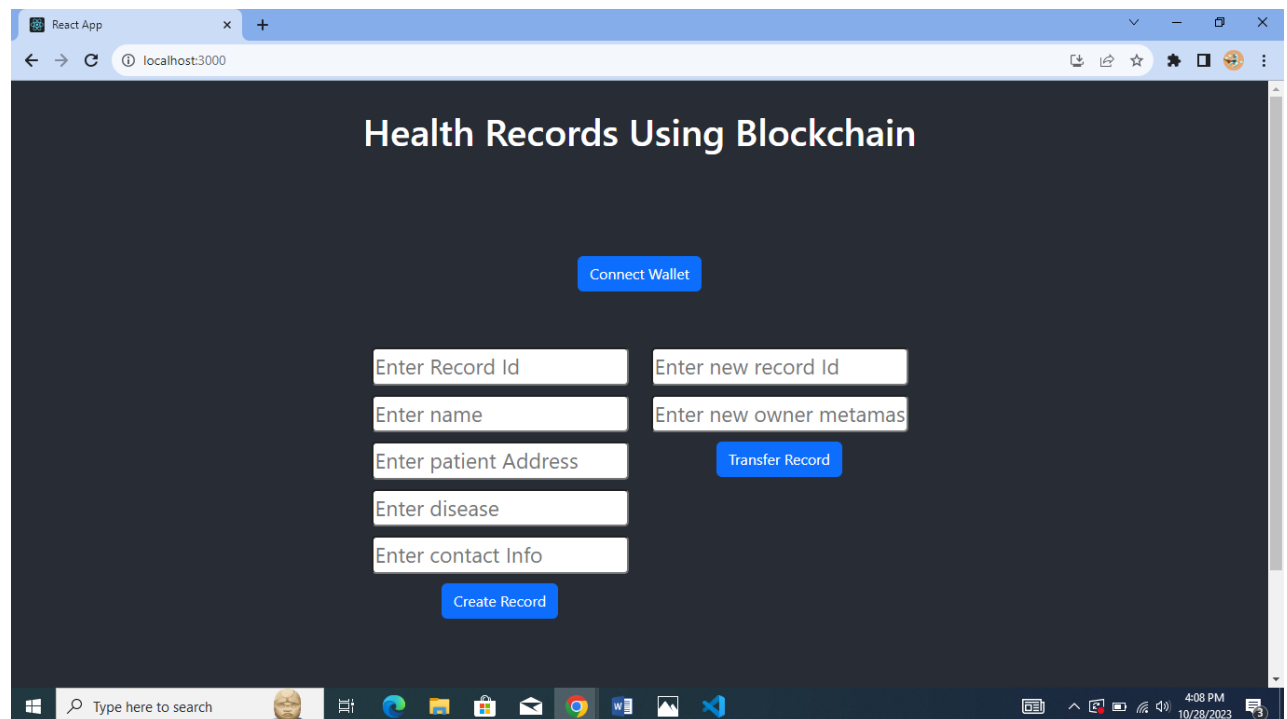 React App
localhost:3000
Health Records Using Blockchain
Connect Wallet
Enter Record Id
Enter name
Enter patient Address
Enter disease
Enter contact Info
Create Record
Enter new record Id
Enter new owner metamas
Transfer Record
Type here to search
4:08 PM
10/28/2023
3